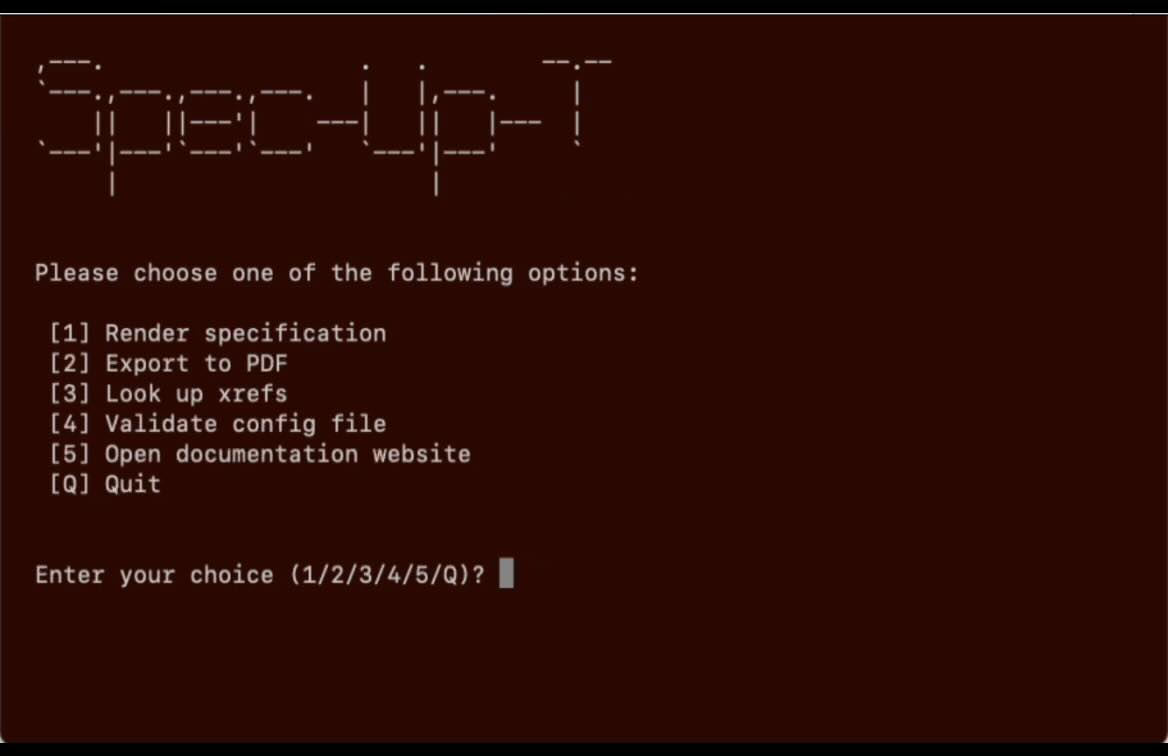 Spec-Up-T
Please choose one of the following options:
[1] Render specification
[2] Export to PDF
[3] Look up xrefs
[4] Validate config file
[5] Open documentation website
[Q] Quit
Enter your choice (1/2/3/4/5/Q)?